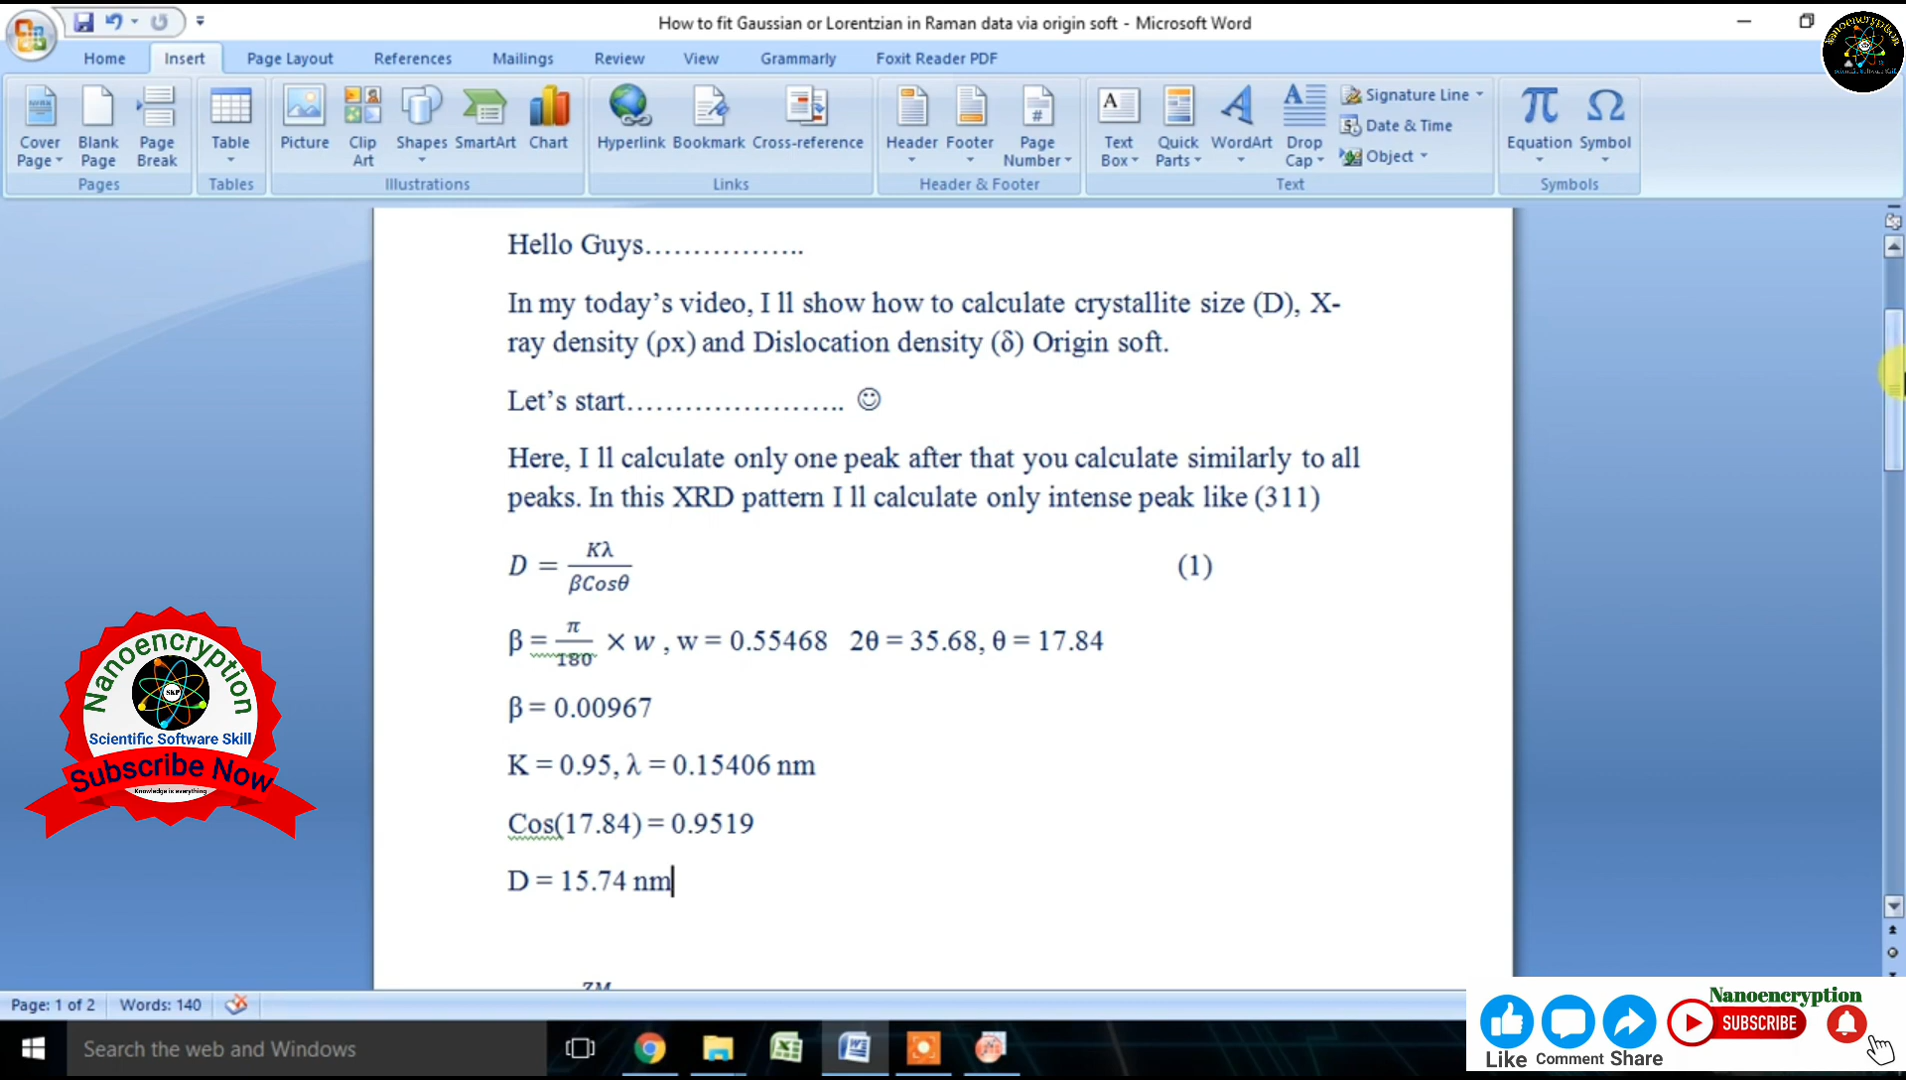 How to fit Gaussian or Lorentzian in Raman data via origin soft - Microsoft Word
Nanoencryption
Home Insert Page Layout References Mailings Review View Grammarly Foxit Reader PDF
Cover Page Blank Page Page Break Table Picture Clip Art Shapes SmartArt Chart Hyperlink Bookmark Cross-reference Header Footer Page Number Text Box Quick Parts WordArt Drop Cap Signature Line Date & Time Object Equation Symbol
Pages Tables Illustrations Links Header & Footer Text Symbols
Hello Guys……………..
In my today’s video, I ll show how to calculate crystallite size (D), X-
ray density (ρx) and Dislocation density (δ) Origin soft.
Let’s start………………….. ☺
Here, I ll calculate only one peak after that you calculate similarly to all
peaks. In this XRD pattern I ll calculate only intense peak like (311)
D = Kλ / βCosθ (1)
β = π / 180 × w , w = 0.55468 2θ = 35.68, θ = 17.84
β = 0.00967
K = 0.95, λ = 0.15406 nm
Cos(17.84) = 0.9519
D = 15.74 nm
ZM
Nanoencryption
SKP
Scientific Software Skill
Subscribe Now
Knowledge is everything
Page: 1 of 2 Words: 140
Search the web and Windows
Nanoencryption
SUBSCRIBE
Like Comment Share